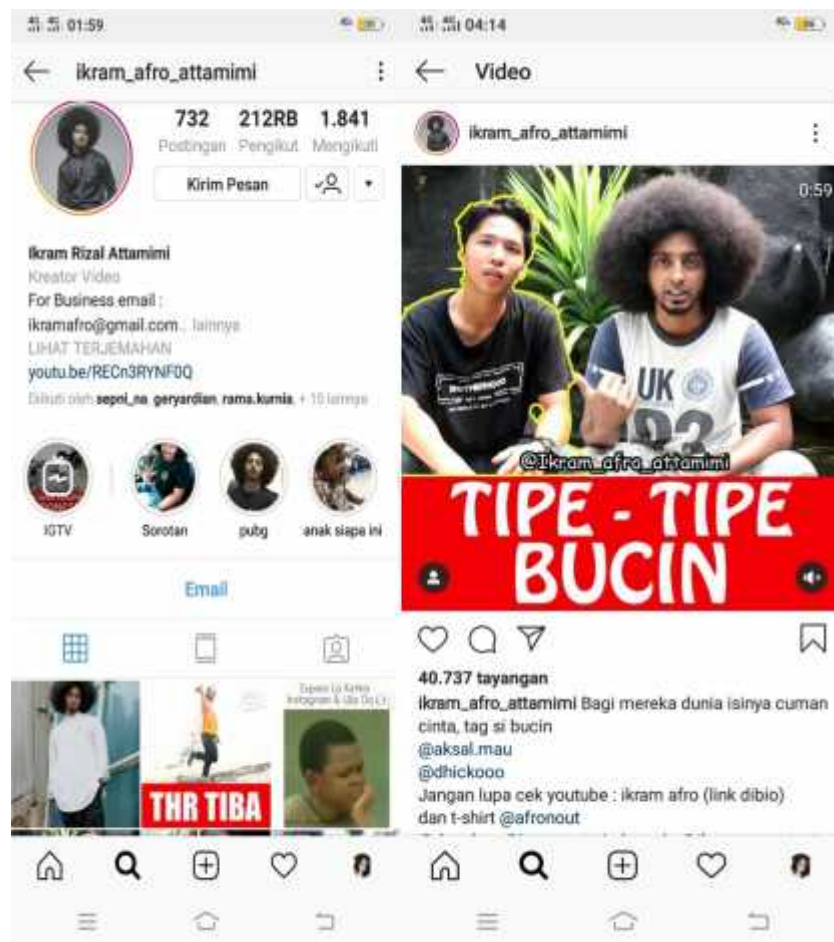 01:59
ikram_afro_attamimi
732 212RB 1.841
Postingan Pengikut Mengikuti
Kirim Pesan
Ikram Rizal Attamimi
Kreator Video
For Business email :
ikramafro@gmail.com... lainnya
LIHAT TERJEMAHAN
youtu.be/RECn3RYNF0Q
Diikuti oleh sepni_na, geryardian, rama.kurnia, + 15 lainnya
IGTV Sorotan pubg anak siapa ini
Email
THR TIBA
04:14
Video
ikram_afro_attamimi
0:59
BROTHERHOOD
UK
@Ikram_afro_attamimi
TIPE - TIPE
BUCIN
40.737 tayangan
ikram_afro_attamimi Bagi mereka dunia isinya cuman
cinta, tag si bucin
@aksal.mau
@dhickooo
Jangan lupa cek youtube : ikram afro (link dibio)
dan t-shirt @afronout